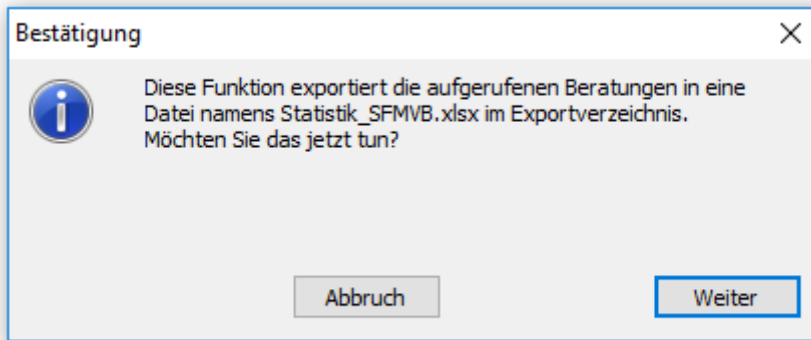 Bestätigung
Diese Funktion exportiert die aufgerufenen Beratungen in eine
Datei namens Statistik_SFMVB.xlsx im Exportverzeichnis.
Möchten Sie das jetzt tun?
Abbruch
Weiter